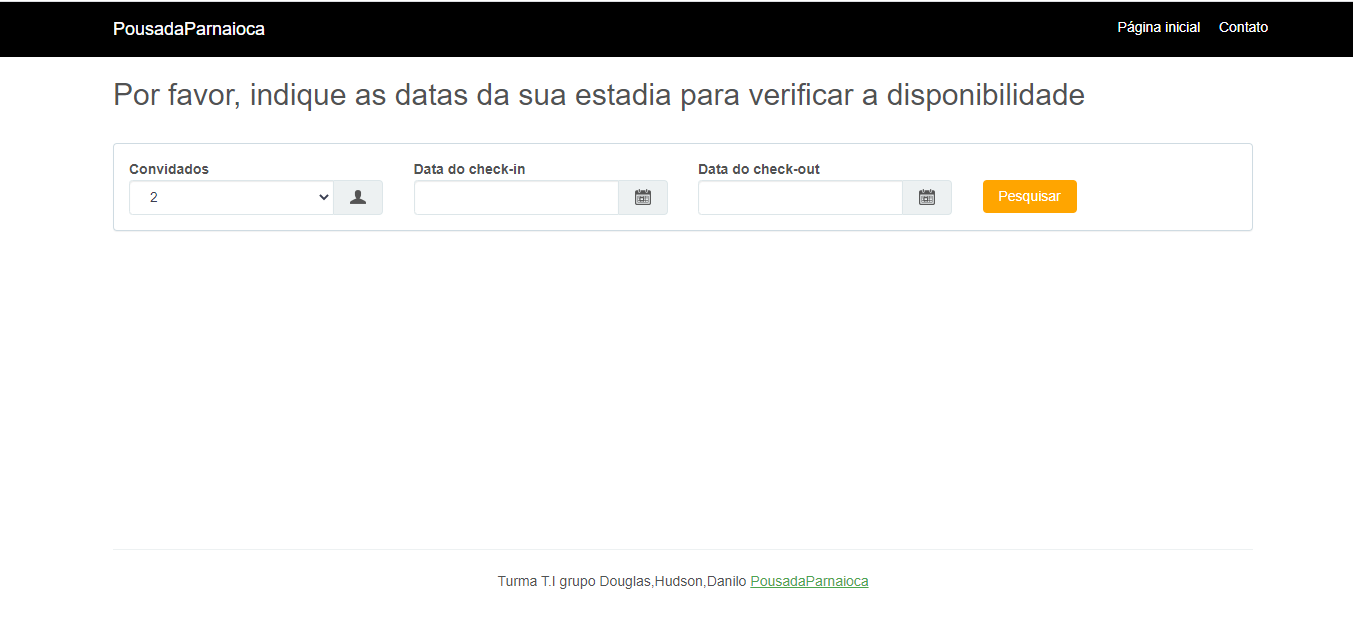 PousadaParnaioca
Página inicial Contato
Por favor, indique as datas da sua estadia para verificar a disponibilidade
Convidados Data do check-in Data do check-out
2
Pesquisar
Turma T.I grupo Douglas,Hudson,Danilo PousadaParnaioca